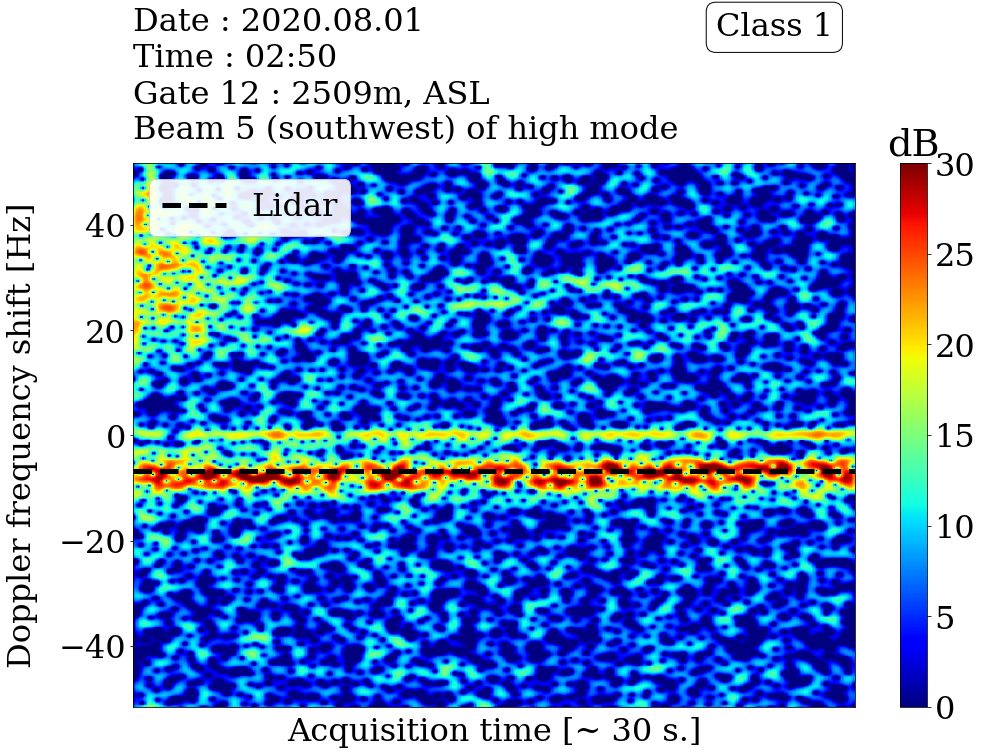 Date : 2020.08.01
Time : 02:50
Gate 12 : 2509m, ASL
Beam 5 (southwest) of high mode
Class 1
dB
Lidar
Doppler frequency shift [Hz]
40
20
0
−20
−40
Acquisition time [~ 30 s.]
30
25
20
15
10
5
0